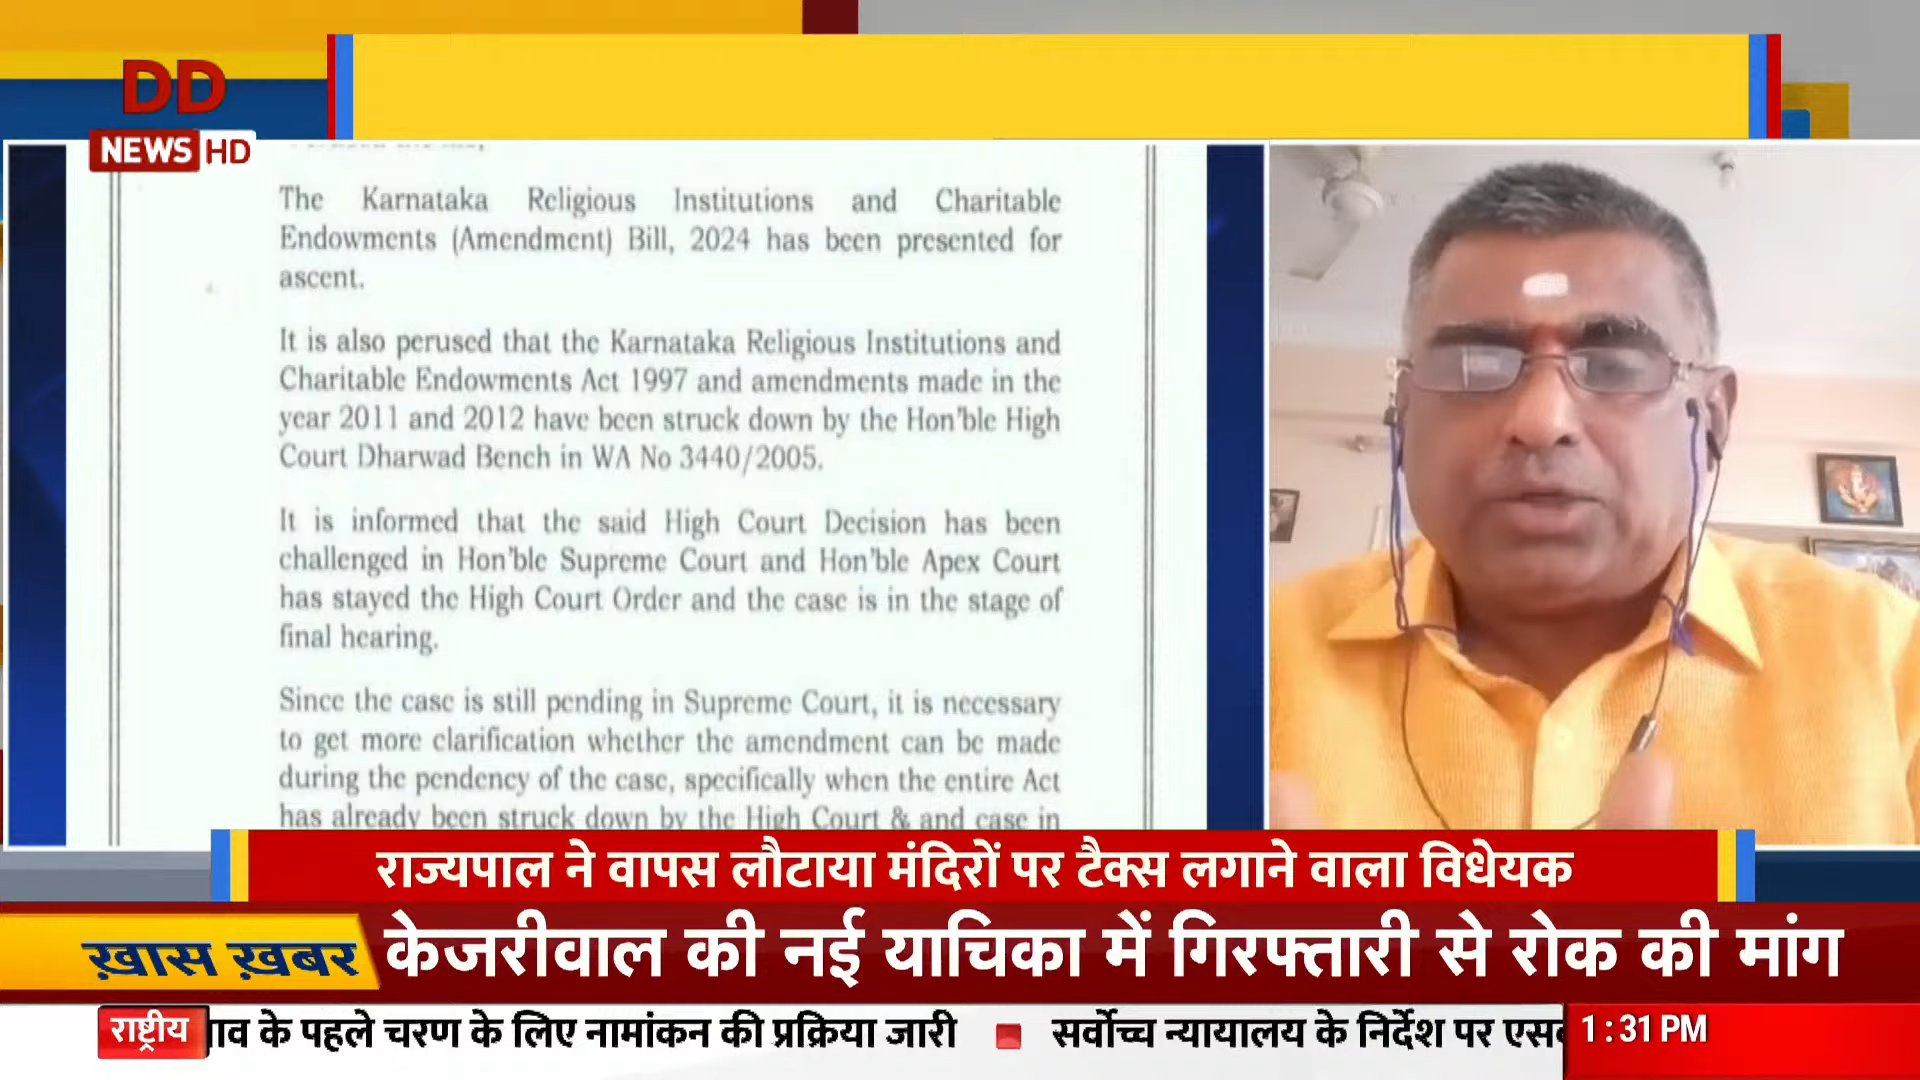 DD
NEWS HD
The Karnataka Religious Institutions and Charitable
Endowments (Amendment) Bill, 2024 has been presented for
ascent.
It is also perused that the Karnataka Religious Institutions and
Charitable Endowments Act 1997 and amendments made in the
year 2011 and 2012 have been struck down by the Hon'ble High
Court Dharwad Bench in WA No 3440/2005.
It is informed that the said High Court Decision has been
challenged in Hon'ble Supreme Court and Hon'ble Apex Court
has stayed the High Court Order and the case is in the stage of
final hearing.
Since the case is still pending in Supreme Court, it is necessary
to get more clarification whether the amendment can be made
during the pendency of the case, specifically when the entire Act
has already been struck down by the High Court & and case in
राज्यपाल ने वापस लौटाया मंदिरों पर टैक्स लगाने वाला विधेयक
ख़ास ख़बर
केजरीवाल की नई याचिका में गिरफ्तारी से रोक की मांग
राष्ट्रीय
के पहले चरण के लिए नामांकन की प्रक्रिया जारी
सर्वोच्च न्यायालय के निर्देश पर
1:31 PM